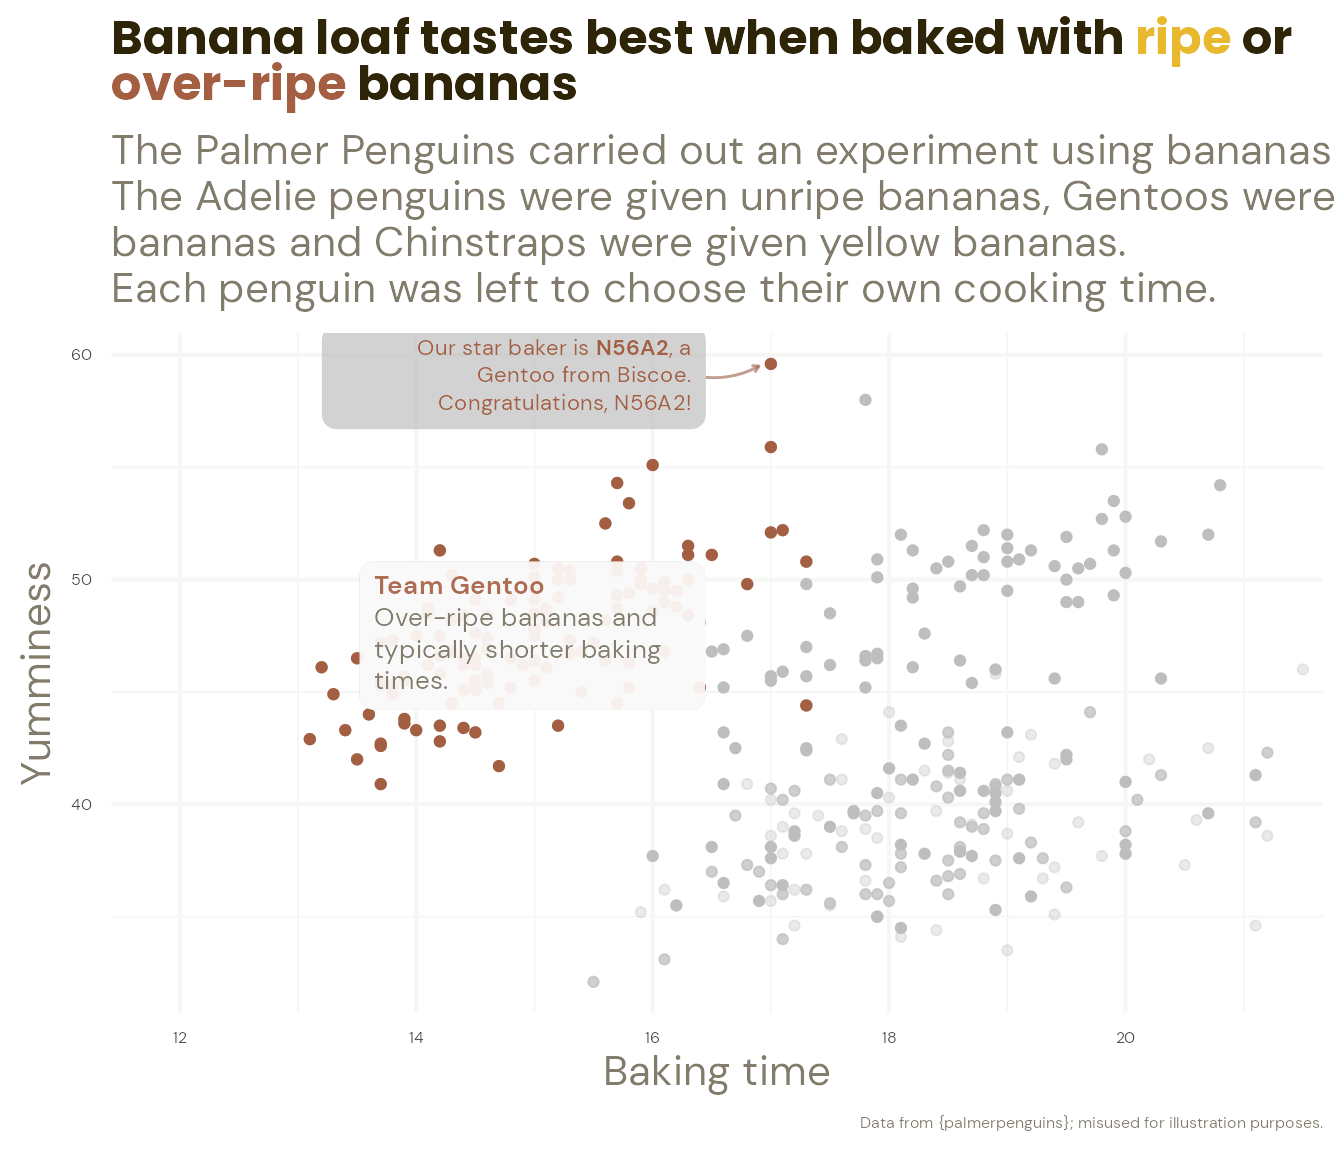 Banana loaf tastes best when baked with ripe or
over-ripe bananas
The Palmer Penguins carried out an experiment using bananas
The Adelie penguins were given unripe bananas, Gentoos were
bananas and Chinstraps were given yellow bananas.
Each penguin was left to choose their own cooking time.
60
Our star baker is N56A2, a
Gentoo from Biscoe.
Congratulations, N56A2!
50
Team Gentoo
Over-ripe bananas and
typically shorter baking
times.
Yumminess
40
12 14 16 18 20
Baking time
Data from {palmerpenguins}; misused for illustration purposes.